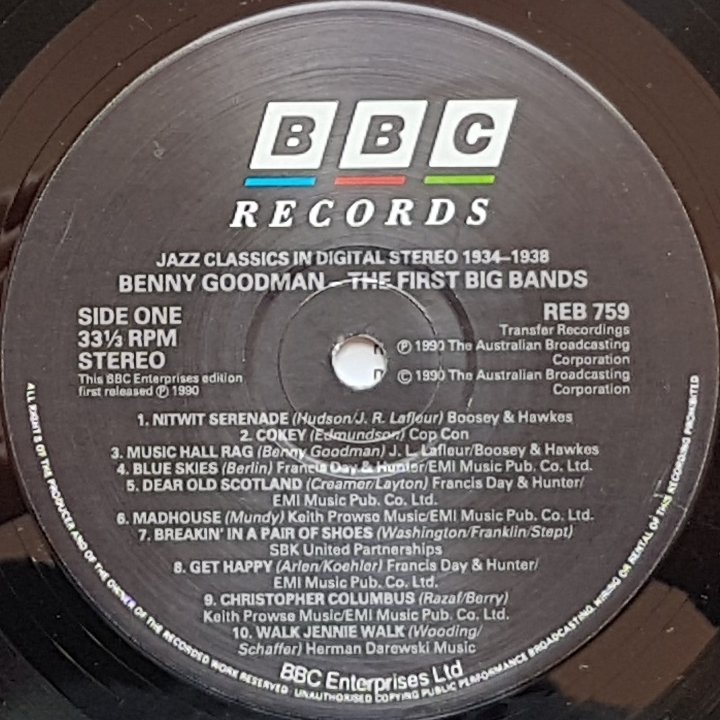 BBC
RECORDS
JAZZ CLASSICS IN DIGITAL STEREO 1934–1938
BENNY GOODMAN – THE FIRST BIG BANDS
SIDE ONE
33⅓ RPM
STEREO
This BBC Enterprises edition
first released ℗ 1990
REB 759
Transfer Recordings
℗ 1990 The Australian Broadcasting
Corporation
© 1990 The Australian Broadcasting
Corporation
1. NITWIT SERENADE (Hudson/J. R. Lafleur) Boosey & Hawkes
2. COKEY (Edmundson) Cop Con
3. MUSIC HALL RAG (Benny Goodman) J. L. Lafleur/Boosey & Hawkes
4. BLUE SKIES (Berlin) Francis Day & Hunter/EMI Music Pub. Co. Ltd.
5. DEAR OLD SCOTLAND (Creamer/Layton) Francis Day & Hunter/
EMI Music Pub. Co. Ltd.
6. MADHOUSE (Mundy) Keith Prowse Music/EMI Music Pub. Co. Ltd.
7. BREAKIN' IN A PAIR OF SHOES (Washington/Franklin/Stept)
SBK United Partnerships
8. GET HAPPY (Arlen/Koehler) Francis Day & Hunter/
EMI Music Pub. Co. Ltd.
9. CHRISTOPHER COLUMBUS (Razaf/Berry)
Keith Prowse Music/EMI Music Pub. Co. Ltd.
10. WALK JENNIE WALK (Wooding/
Schaffer) Herman Darewski Music
BBC Enterprises Ltd
ALL RIGHTS OF THE PRODUCER AND OF THE OWNER OF THE RECORDED WORK RESERVED UNAUTHORISED COPYING PUBLIC PERFORMANCE BROADCASTING HIRING OR RENTAL OF THIS RECORDING PROHIBITED